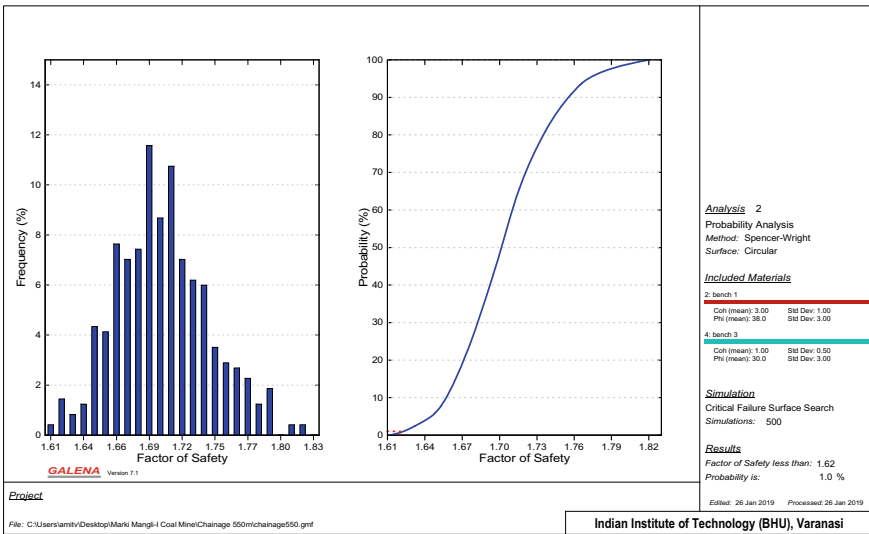 14
12
10
8
6
4
2
0
Frequency (%)
1.61 1.64 1.66 1.69 1.72 1.74 1.77 1.80 1.83
Factor of Safety
100
90
80
70
60
50
40
30
20
10
0
Probability (%)
1.61 1.64 1.67 1.70 1.73 1.76 1.79 1.82
Factor of Safety
GALENA Version 7.1
Analysis 2
Probability Analysis
Method: Spencer-Wright
Surface: Circular
Included Materials
2: bench 1
Coh (mean): 3.00 Std Dev: 1.00
Phi (mean): 38.0 Std Dev: 3.00
4: bench 3
Coh (mean): 1.00 Std Dev: 0.50
Phi (mean): 30.0 Std Dev: 3.00
Simulation
Critical Failure Surface Search
Simulations: 500
Results
Factor of Safety less than: 1.62
Probability is: 1.0 %
Edited: 26 Jan 2019 Processed: 26 Jan 2019
Project
File: C:\Users\amitv\Desktop\Marki Mangli-I Coal Mine\Chainage 550m\chainage550.gmf
Indian Institute of Technology (BHU), Varanasi